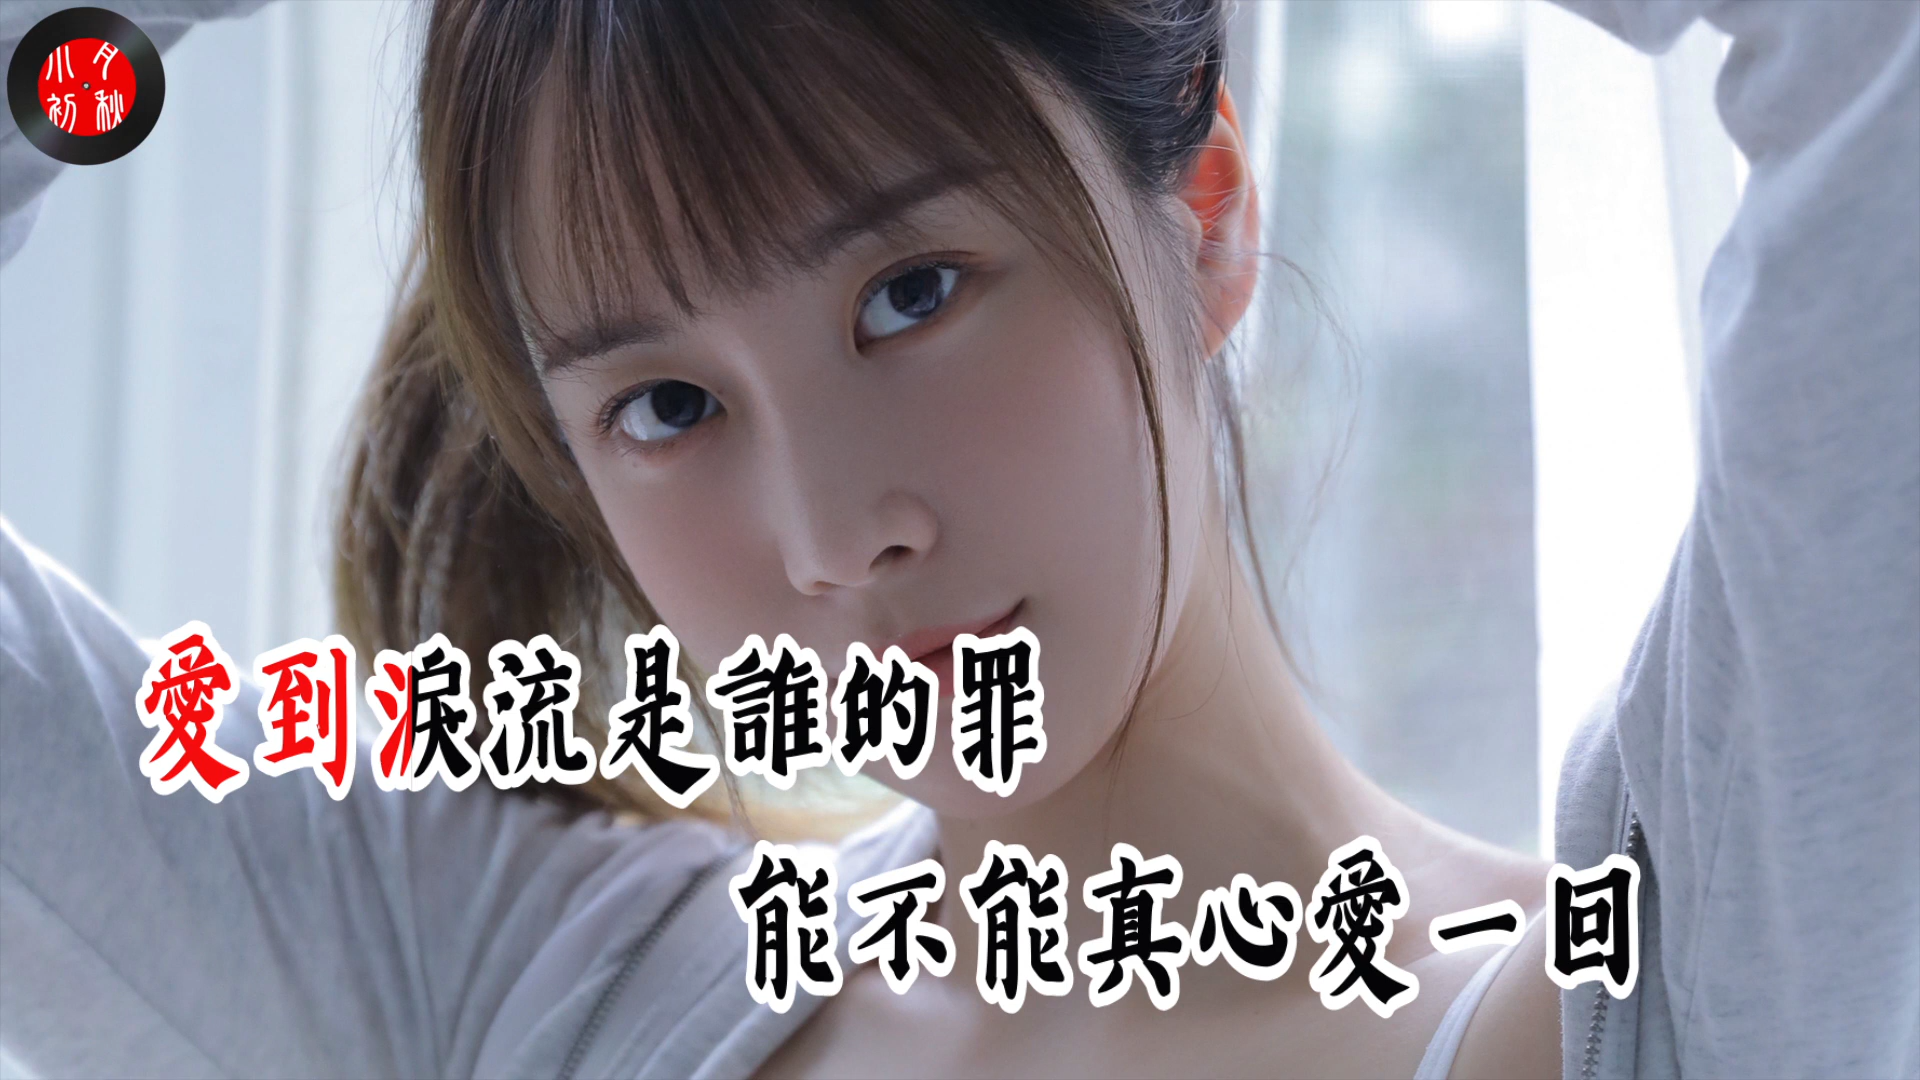 小月
初秋
愛到淚流是誰的罪
能不能真心愛一回